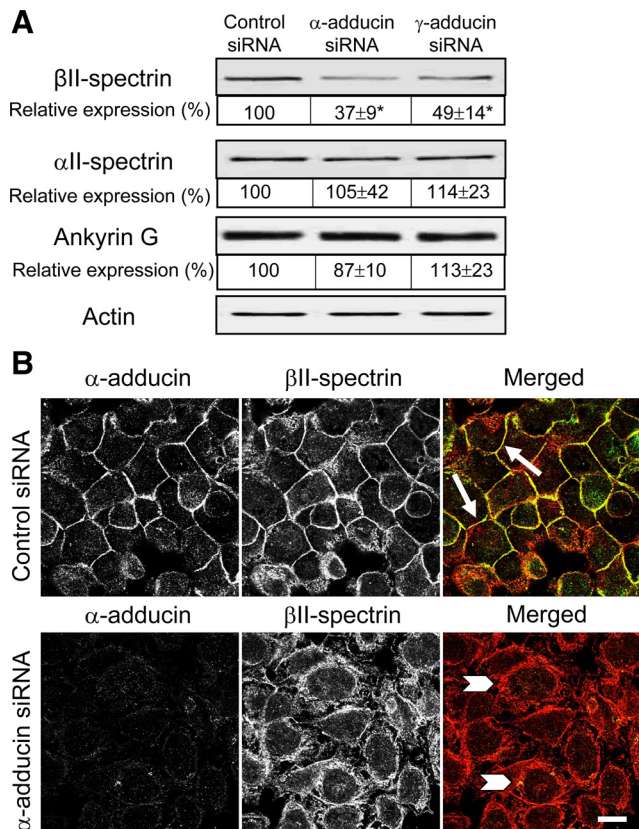 A
Control siRNA α-adducin siRNA γ-adducin siRNA
βII-spectrin
Relative expression (%) 100 37±9* 49±14*
αII-spectrin
Relative expression (%) 100 105±42 114±23
Ankyrin G
Relative expression (%) 100 87±10 113±23
Actin
B
α-adducin βII-spectrin Merged
Control siRNA
α-adducin βII-spectrin Merged
α-adducin siRNA